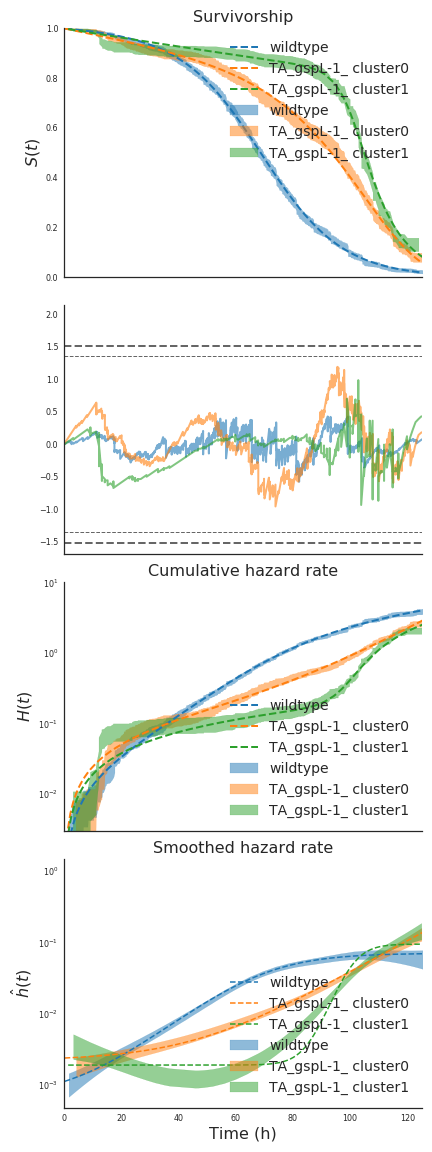 Survivorship
1.0
0.8
0.6
0.4
0.2
0.0
S(t)
wildtype
TA_gspL-1_ cluster0
TA_gspL-1_ cluster1
wildtype
TA_gspL-1_ cluster0
TA_gspL-1_ cluster1
2.0
1.5
1.0
0.5
0.0
−0.5
−1.0
−1.5
Cumulative hazard rate
10¹
10⁰
10⁻¹
10⁻²
H(t)
wildtype
TA_gspL-1_ cluster0
TA_gspL-1_ cluster1
wildtype
TA_gspL-1_ cluster0
TA_gspL-1_ cluster1
Smoothed hazard rate
10⁰
10⁻¹
10⁻²
10⁻³
ĥ(t)
wildtype
TA_gspL-1_ cluster0
TA_gspL-1_ cluster1
wildtype
TA_gspL-1_ cluster0
TA_gspL-1_ cluster1
0 20 40 60 80 100 120
Time (h)